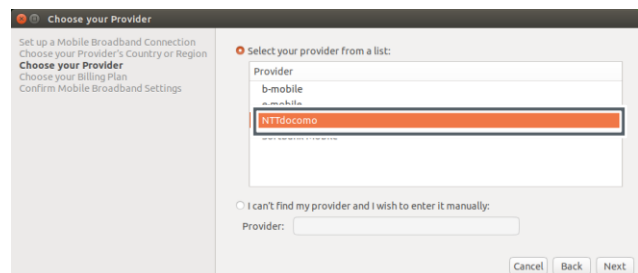 Choose your Provider
Set up a Mobile Broadband Connection
Choose your Provider's Country or Region
Choose your Provider
Choose your Billing Plan
Confirm Mobile Broadband Settings
Select your provider from a list:
Provider
b-mobile
e-mobile
NTTdocomo
I can't find my provider and I wish to enter it manually:
Provider:
Cancel Back Next